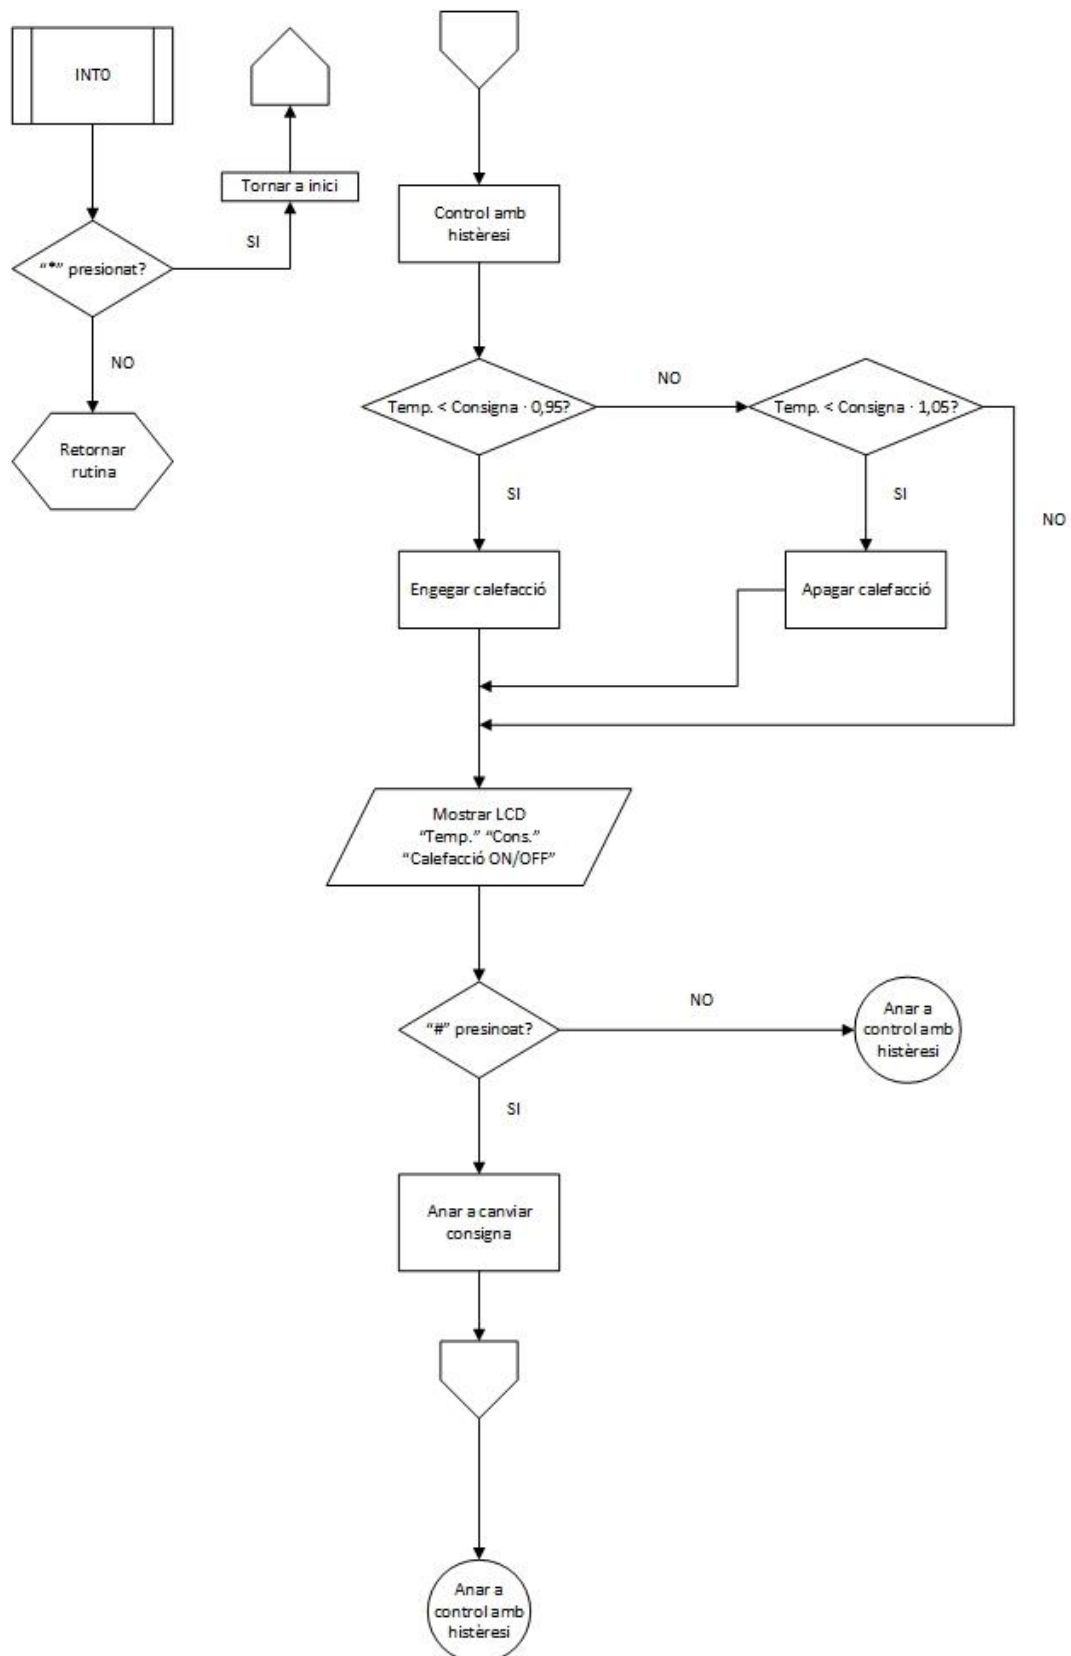 INT0
Tornar a inici
SI
“*” presionat?
NO
Retornar
rutina
Control amb
histèresi
Temp. < Consigna · 0,95?
NO
Temp. < Consigna · 1,05?
SI
SI
NO
Engegar calefacció
Apagar calefacció
Mostrar LCD
“Temp.” “Cons.”
“Calefacció ON/OFF”
“#” presinoat?
NO
Anar a
control amb
histèresi
SI
Anar a canviar
consigna
Anar a
control amb
histèresi